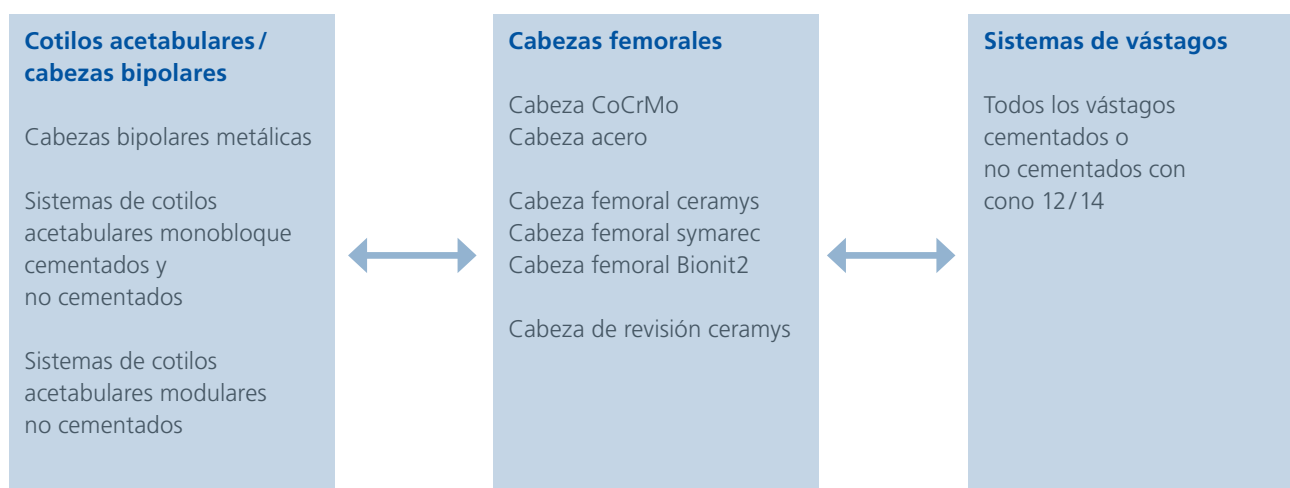 Cotilos acetabulares/
cabezas bipolares
Cabezas bipolares metálicas
Sistemas de cotilos
acetabulares monobloque
cementados y
no cementados
Sistemas de cotilos
acetabulares modulares
no cementados
Cabezas femorales
Cabeza CoCrMo
Cabeza acero
Cabeza femoral ceramys
Cabeza femoral symarec
Cabeza femoral Bionit2
Cabeza de revisión ceramys
Sistemas de vástagos
Todos los vástagos
cementados o
no cementados con
cono 12/14